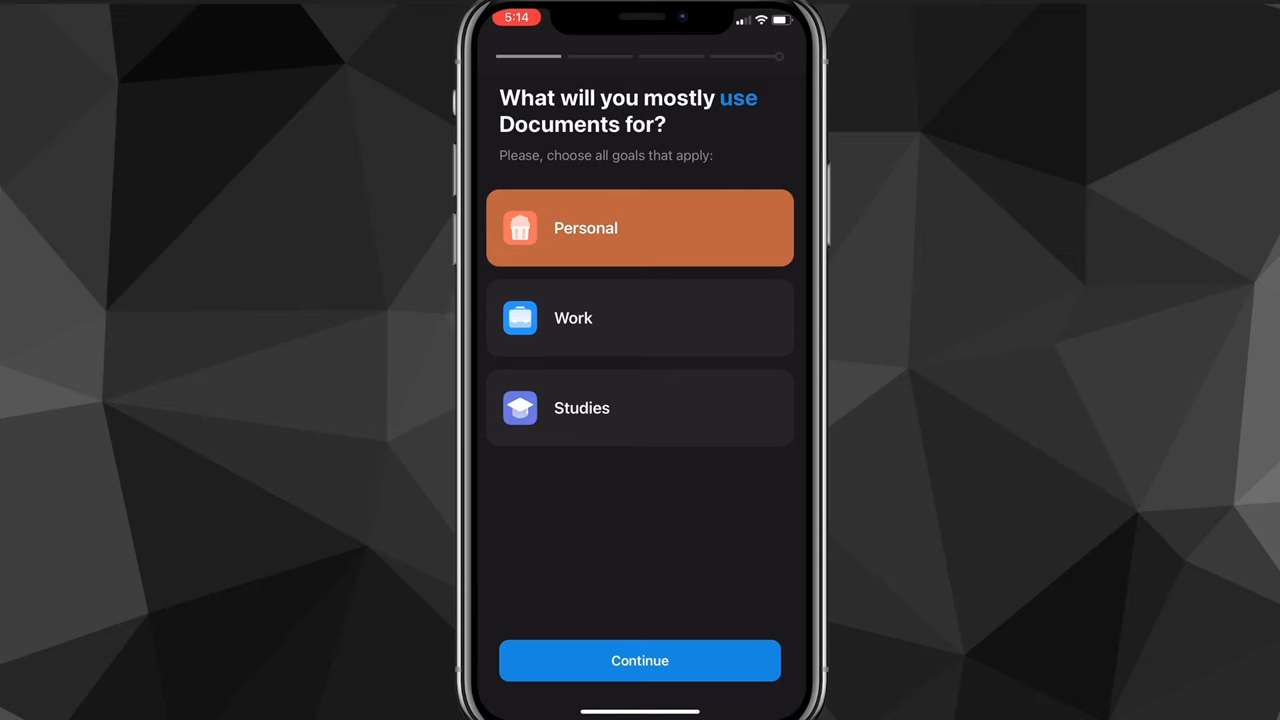 5:14
What will you mostly use
Documents for?
Please, choose all goals that apply:
Personal
Work
Studies
Continue